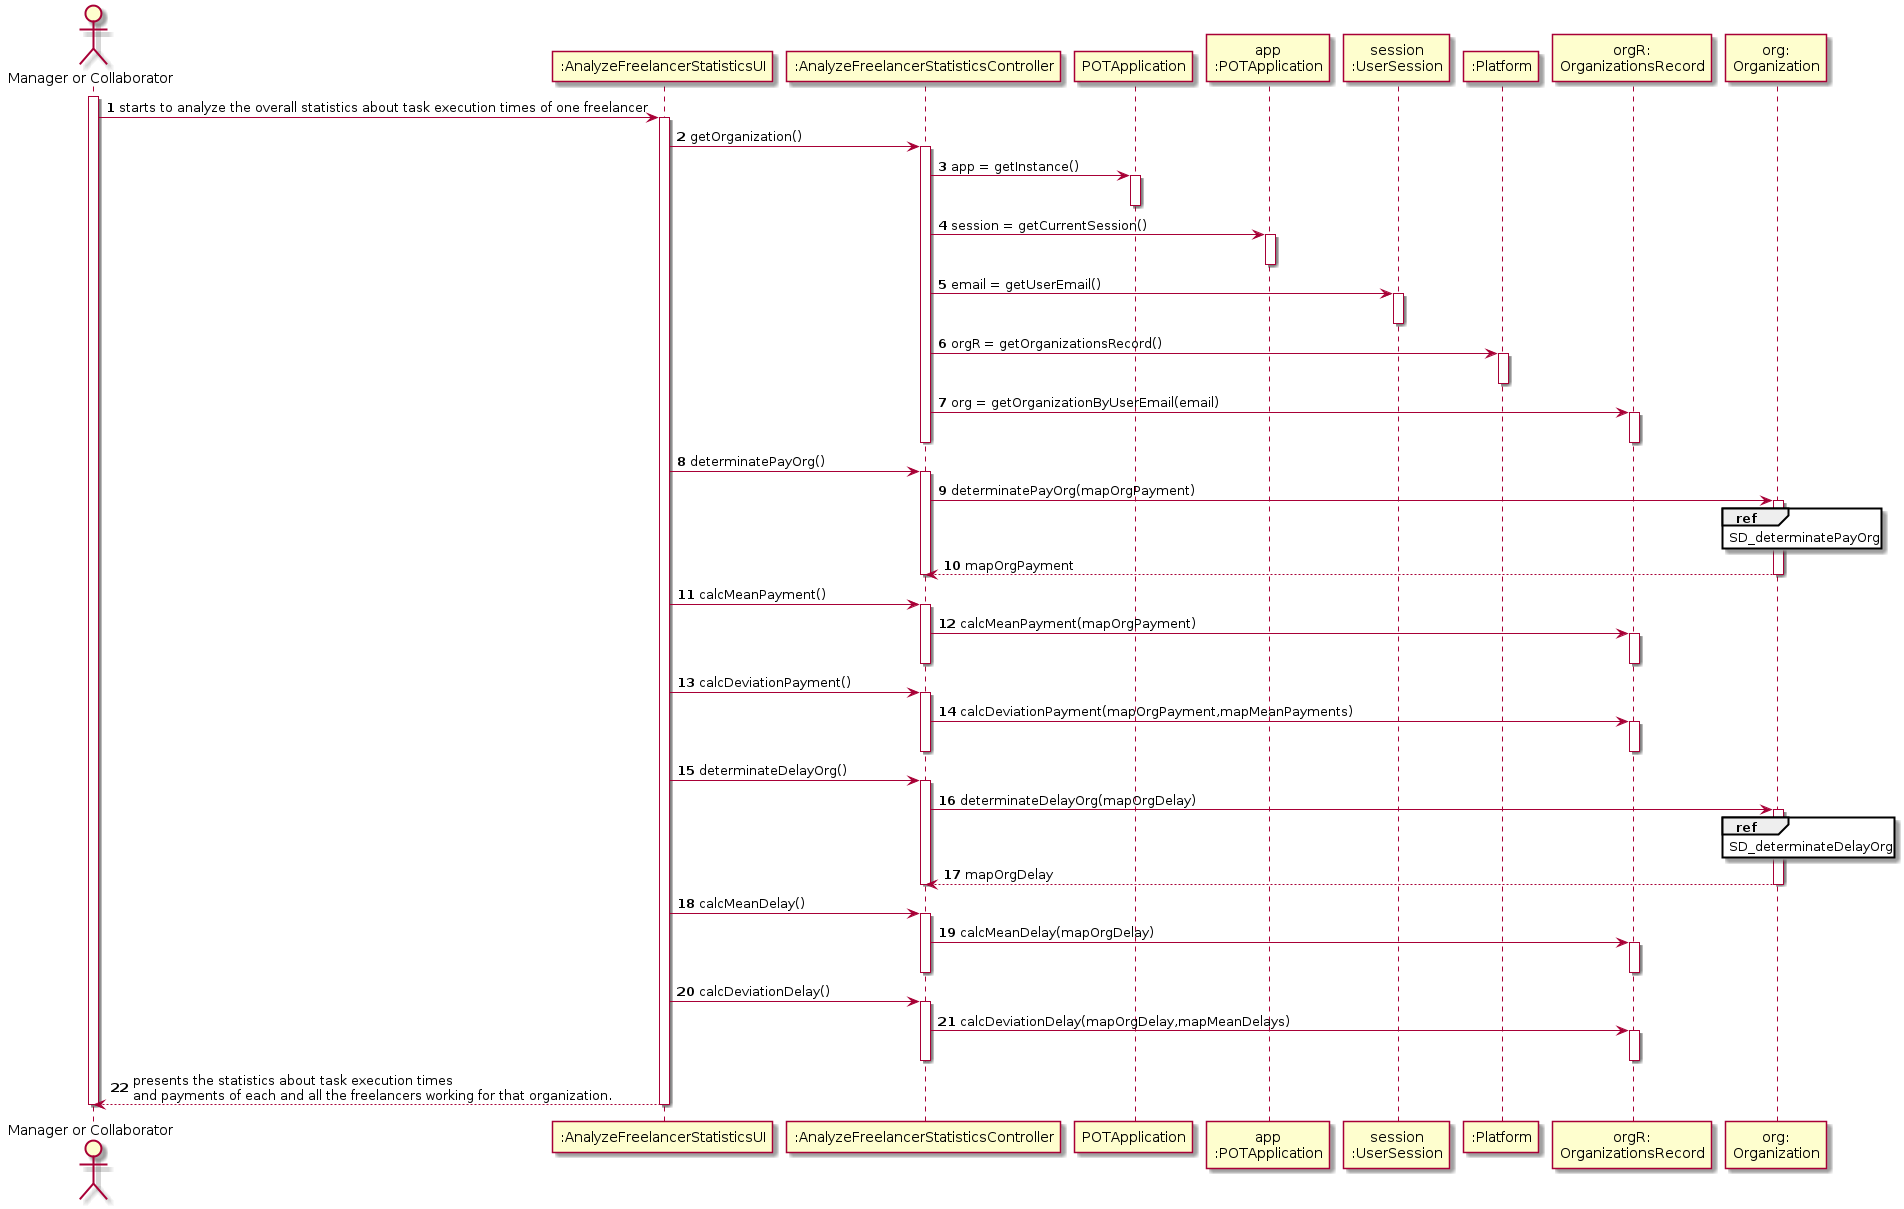 Manager or Collaborator
:AnalyzeFreelancerStatisticsUI
:AnalyzeFreelancerStatisticsController
POTApplication
app
:POTApplication
session
:UserSession
:Platform
orgR:
OrganizationsRecord
org:
Organization
1 starts to analyze the overall statistics about task execution times of one freelancer
2 getOrganization()
3 app = getInstance()
4 session = getCurrentSession()
5 email = getUserEmail()
6 orgR = getOrganizationsRecord()
7 org = getOrganizationByUserEmail(email)
8 determinatePayOrg()
9 determinatePayOrg(mapOrgPayment)
ref
SD_determinatePayOrg
10 mapOrgPayment
11 calcMeanPayment()
12 calcMeanPayment(mapOrgPayment)
13 calcDeviationPayment()
14 calcDeviationPayment(mapOrgPayment,mapMeanPayments)
15 determinateDelayOrg()
16 determinateDelayOrg(mapOrgDelay)
ref
SD_determinateDelayOrg
17 mapOrgDelay
18 calcMeanDelay()
19 calcMeanDelay(mapOrgDelay)
20 calcDeviationDelay()
21 calcDeviationDelay(mapOrgDelay,mapMeanDelays)
22 presents the statistics about task execution times
and payments of each and all the freelancers working for that organization.
Manager or Collaborator
:AnalyzeFreelancerStatisticsUI
:AnalyzeFreelancerStatisticsController
POTApplication
app
:POTApplication
session
:UserSession
:Platform
orgR:
OrganizationsRecord
org:
Organization